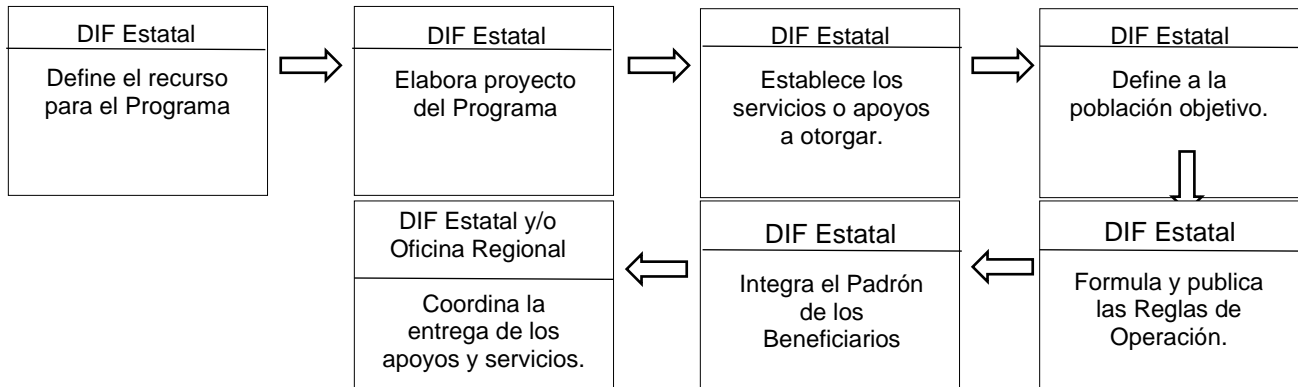 DIF Estatal
Define el recurso
para el Programa
DIF Estatal
Elabora proyecto
del Programa
DIF Estatal
Establece los
servicios o apoyos
a otorgar.
DIF Estatal
Define a la
población objetivo.
DIF Estatal
Formula y publica
las Reglas de
Operación.
DIF Estatal
Integra el Padrón
de los
Beneficiarios
DIF Estatal y/o
Oficina Regional
Coordina la
entrega de los
apoyos y servicios.